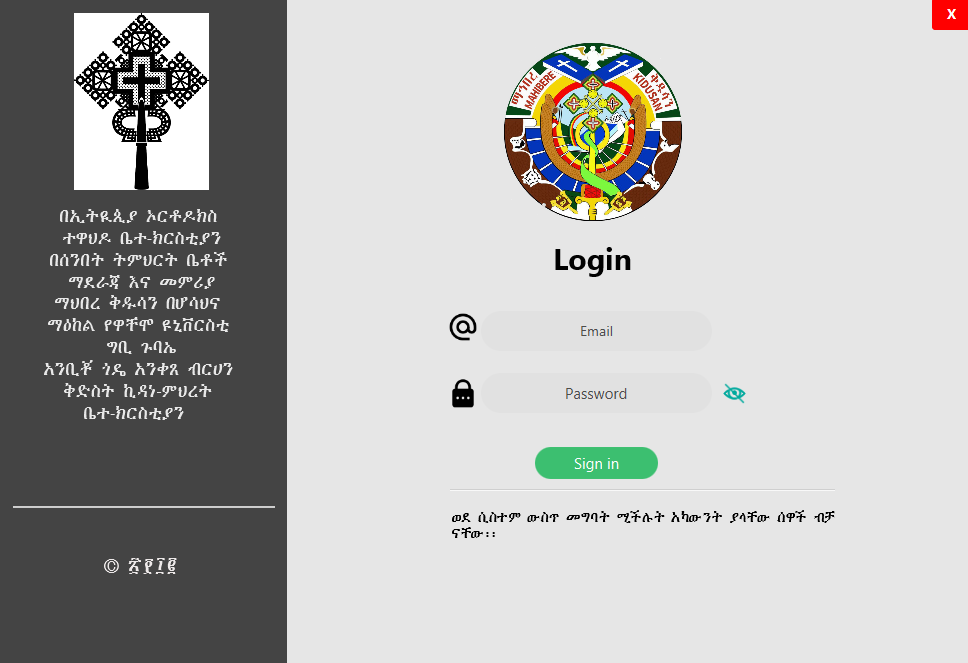 በኢትዪጲያ ኦርቶዶክስ
ተዋህዶ ቤተ-ክርስቲያን
በሰንበት ትምህርት ቤቶች
ማደራጃ እና መምሪያ
ማህበረ ቅዱሳን በሆሳህና
ማዕከል የዋቸሞ ዩኒቨርስቲ
ግቢ ጉባኤ
አንቢቾ ጎዴ አንቀጸ ብርሀን
ቅድስት ኪዳነ-ምህረት
ቤተ-ክርስቲያን
© ፳፻፲፪
X
ማኅበረ ቅዱሳን
MAHIBERE KIDUSAN
Login
Email
Password
Sign in
ወደ ሲስተም ውስጥ መግባት ሚችሉት አካውንት ያላቸው ሰዋች ብቻ
ናቸው፡፡